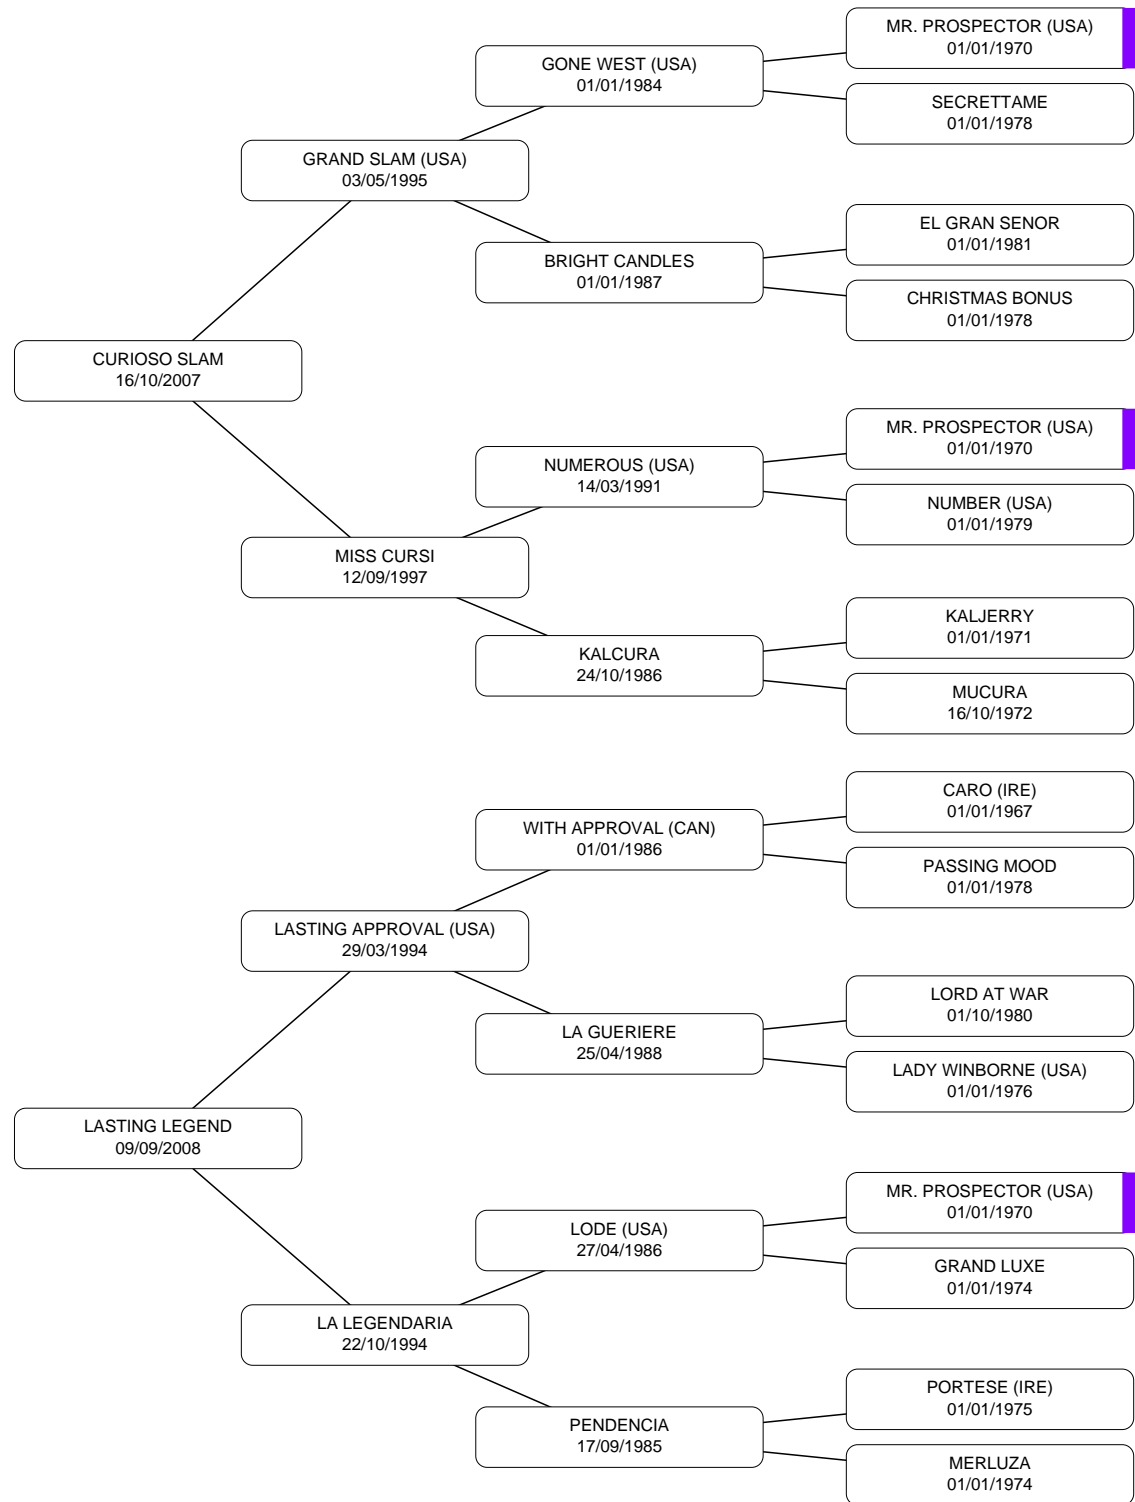 MR. PROSPECTOR (USA)
01/01/1970
GONE WEST (USA)
01/01/1984
SECRETTAME
01/01/1978
GRAND SLAM (USA)
03/05/1995
EL GRAN SENOR
01/01/1981
BRIGHT CANDLES
01/01/1987
CHRISTMAS BONUS
01/01/1978
CURIOSO SLAM
16/10/2007
MR. PROSPECTOR (USA)
01/01/1970
NUMEROUS (USA)
14/03/1991
NUMBER (USA)
01/01/1979
MISS CURSI
12/09/1997
KALJERRY
01/01/1971
KALCURA
24/10/1986
MUCURA
16/10/1972
CARO (IRE)
01/01/1967
WITH APPROVAL (CAN)
01/01/1986
PASSING MOOD
01/01/1978
LASTING APPROVAL (USA)
29/03/1994
LORD AT WAR
01/10/1980
LA GUERIERE
25/04/1988
LADY WINBORNE (USA)
01/01/1976
LASTING LEGEND
09/09/2008
MR. PROSPECTOR (USA)
01/01/1970
LODE (USA)
27/04/1986
GRAND LUXE
01/01/1974
LA LEGENDARIA
22/10/1994
PORTESE (IRE)
01/01/1975
PENDENCIA
17/09/1985
MERLUZA
01/01/1974